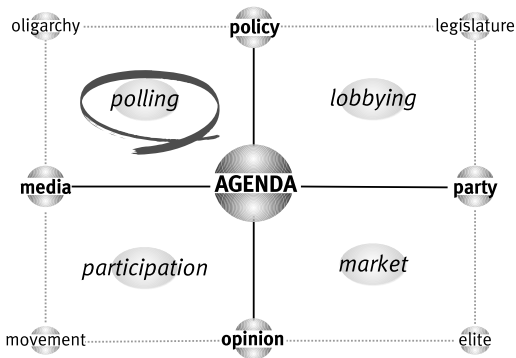 oligarchy policy legislature
polling lobbying
media AGENDA party
participation market
movement opinion elite